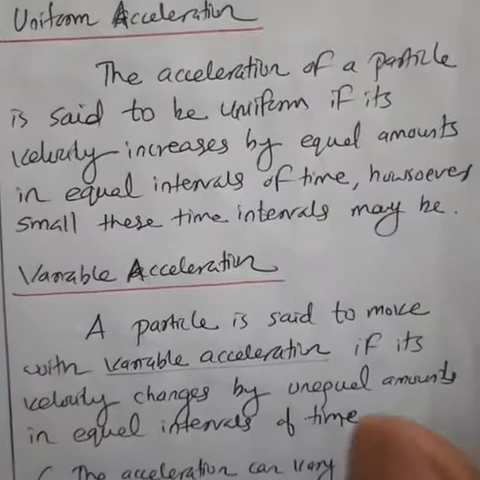 Uniform Acceleration
The acceleration of a particle
is said to be uniform if its
velocity increases by equal amounts
in equal intervals of time, howsoever
small these time intervals may be.
Variable Acceleration
A particle is said to move
with variable acceleration if its
velocity changes by unequal amounts
in equal intervals of time
( The acceleration can vary